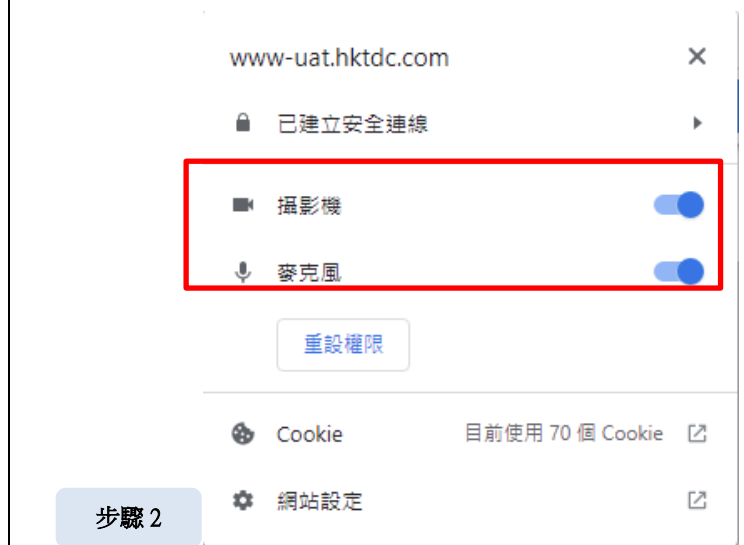 www-uat.hktdc.com
已建立安全連線
攝影機
麥克風
重設權限
Cookie 目前使用 70 個 Cookie
網站設定
步驟 2